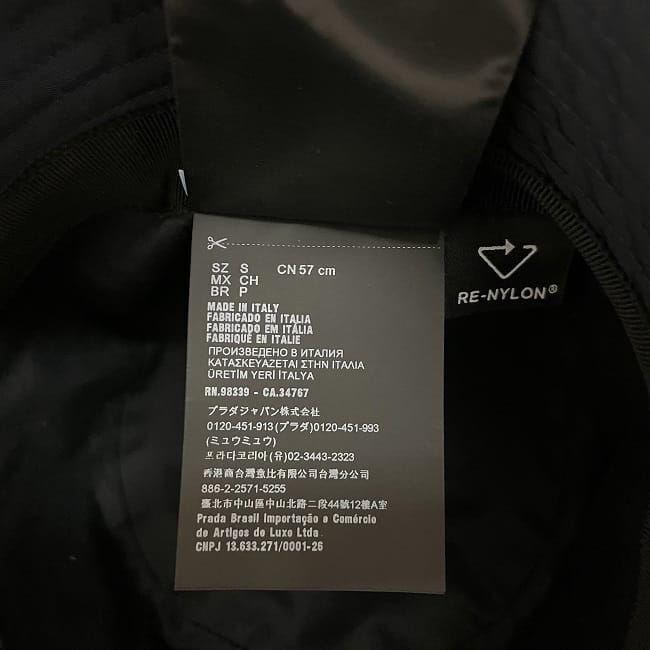 SZ S CN 57 cm
MX CH
BR P
MADE IN ITALY
FABRICADO EN ITALIA
FABRICADO EM ITÁLIA
FABRIQUÉ EN ITALIE
ПРОИЗВЕДЕНО В ИТАЛИЯ
ΚΑΤΑΣΚΕΥΑΖΕΤΑΙ ΣΤΗΝ ΙΤΑΛΙΑ
ÜRETİM YERİ İTALYA
RN.98339 - CA.34767
プラダジャパン株式会社
0120-451-913(プラダ)0120-451-993
(ミュウミュウ)
프라다코리아(유)02-3443-2323
香港商台灣壹比有限公司台灣分公司
886-2-2571-5255
臺北市中山區中山北路二段44號12樓A室
Prada Brasil Importação e Comércio
de Artigos de Luxo Ltda.
CNPJ 13.633.271/0001-26
RE-NYLON®